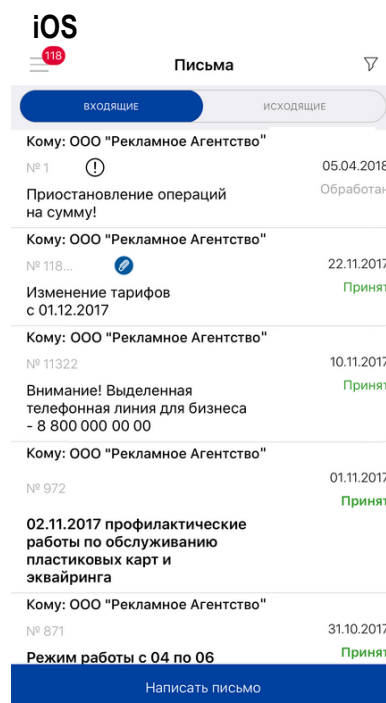 iOS
118
Письма
ВХОДЯЩИЕ
ИСХОДЯЩИЕ
Кому: ООО "Рекламное Агентство"
№ 1
05.04.2018
Приостановление операций
на сумму!
Обработан
Кому: ООО "Рекламное Агентство"
№ 118...
22.11.2017
Изменение тарифов
с 01.12.2017
Принят
Кому: ООО "Рекламное Агентство"
№ 11322
10.11.2017
Внимание! Выделенная
телефонная линия для бизнеса
- 8 800 000 00 00
Принят
Кому: ООО "Рекламное Агентство"
№ 972
01.11.2017
Принят
02.11.2017 профилактические
работы по обслуживанию
пластиковых карт и
эквайринга
Кому: ООО "Рекламное Агентство"
№ 871
31.10.2017
Режим работы с 04 по 06
Принят
Написать письмо